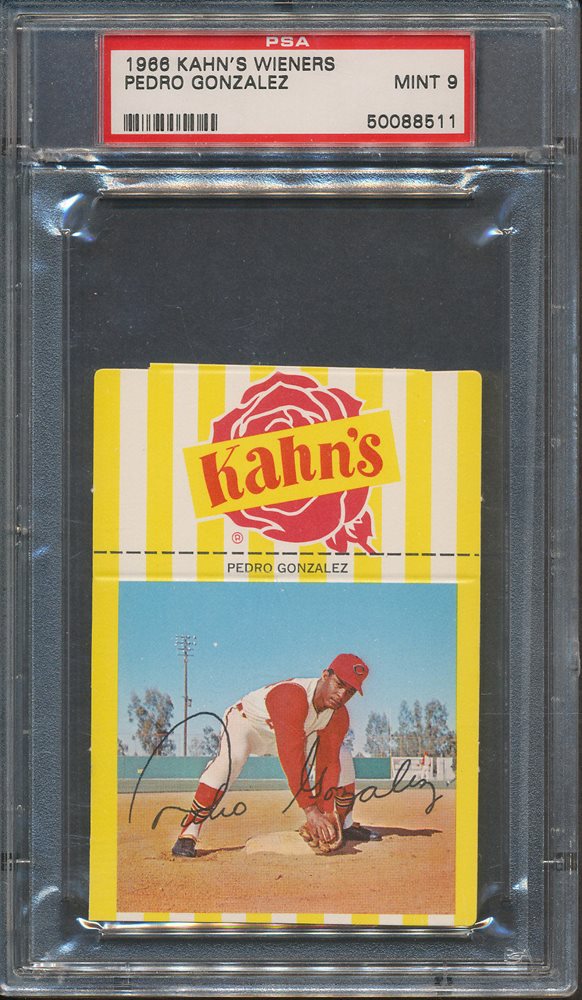 PSA
1966 KAHN'S WIENERS
PEDRO GONZALEZ MINT 9
50088511
Kahn's
®
PEDRO GONZALEZ
C
Pedro Gonzalez